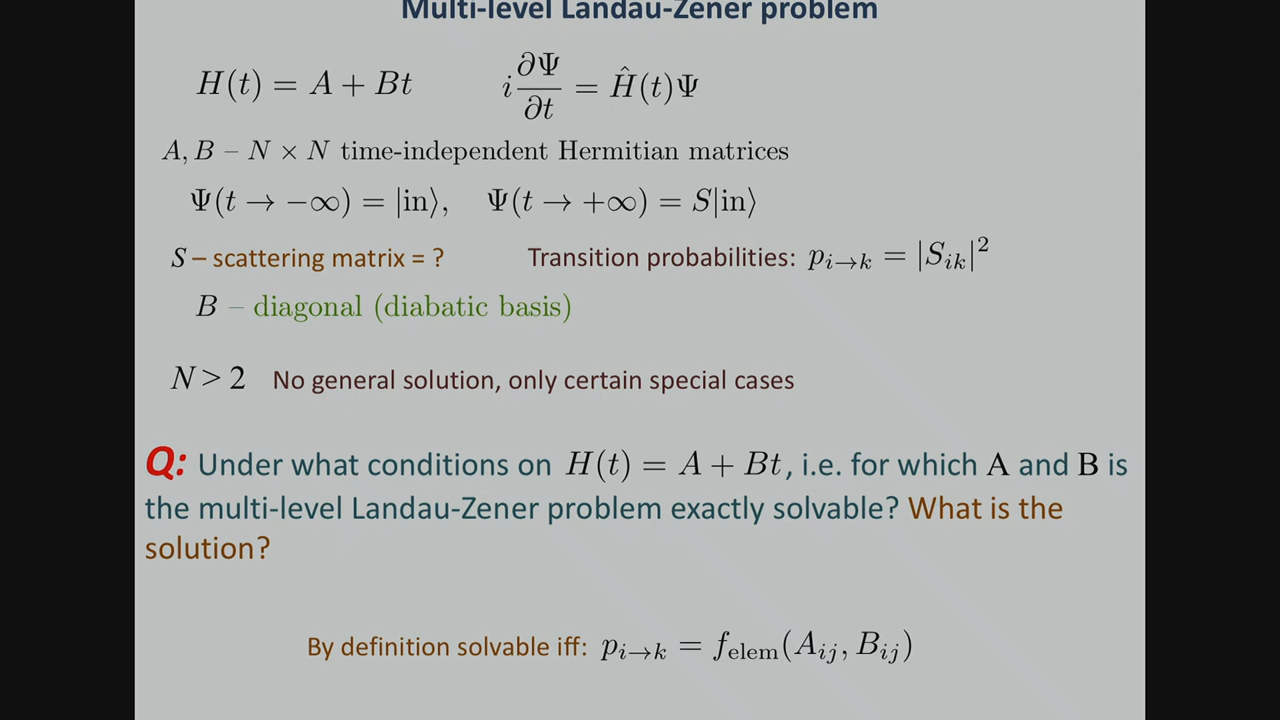 Multi-level Landau-Zener problem
H(t) = A + Bt    i ∂Ψ/∂t = Ĥ(t)Ψ
A, B – N × N time-independent Hermitian matrices
Ψ(t → −∞) = |in⟩,  Ψ(t → +∞) = S|in⟩
S – scattering matrix = ?    Transition probabilities: p_{i→k} = |S_{ik}|²
B – diagonal (diabatic basis)
N > 2  No general solution, only certain special cases
Q: Under what conditions on H(t) = A + Bt, i.e. for which A and B is
the multi-level Landau-Zener problem exactly solvable? What is the
solution?
By definition solvable iff: p_{i→k} = f_{elem}(A_{ij}, B_{ij})